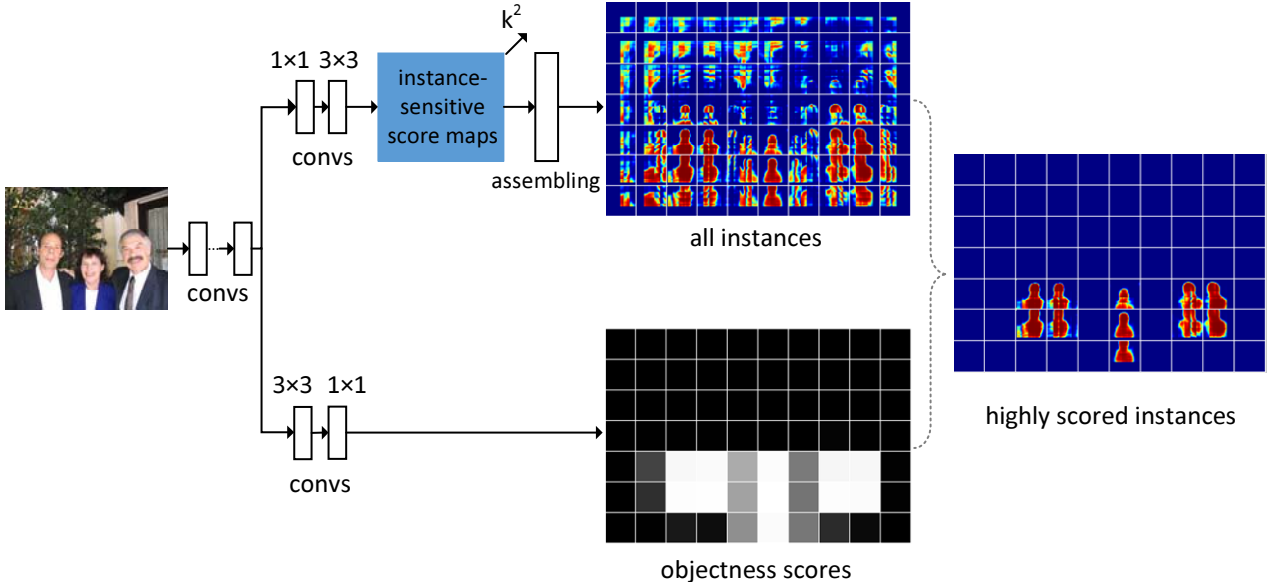 k²
1×1 3×3
instance-
sensitive
score maps
convs
assembling
all instances
convs
3×3 1×1
convs
highly scored instances
objectness scores